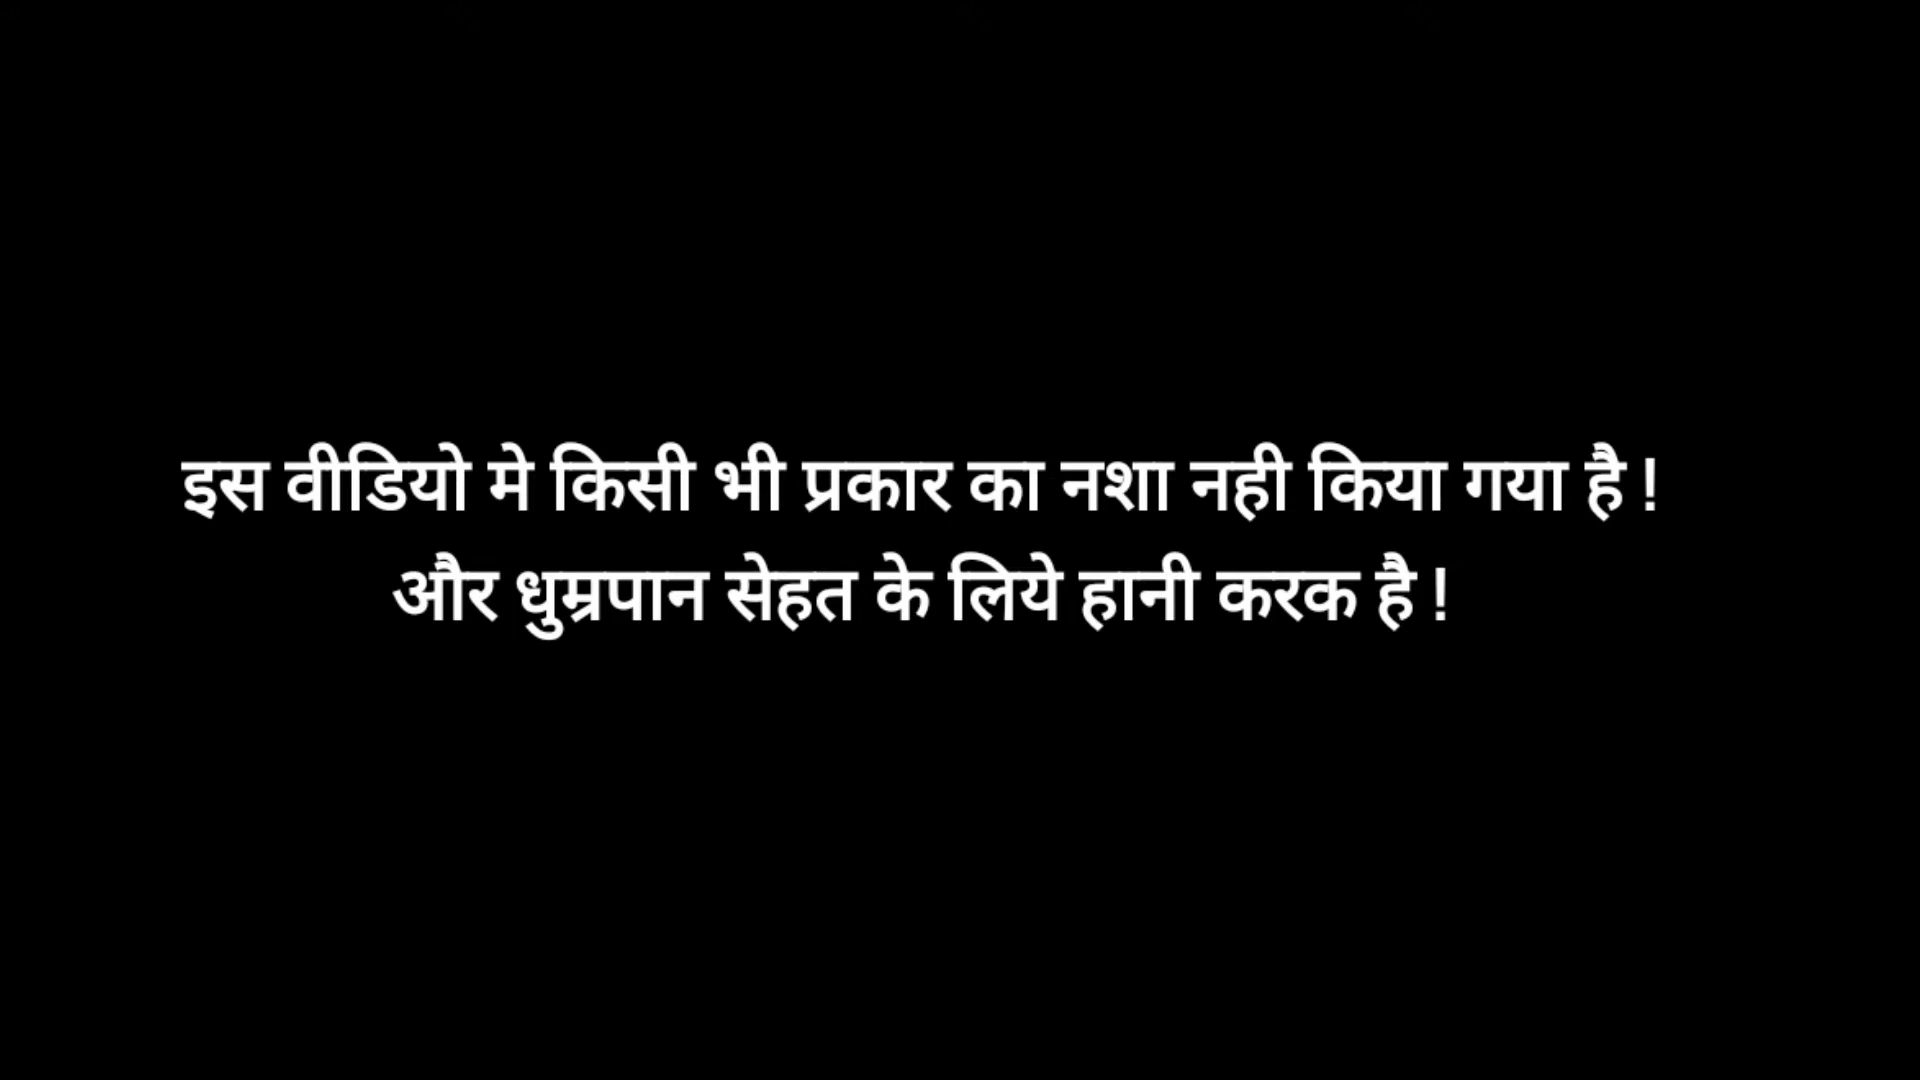 इस वीडियो मे किसी भी प्रकार का नशा नही किया गया है !
और धुम्रपान सेहत के लिये हानी करक है !